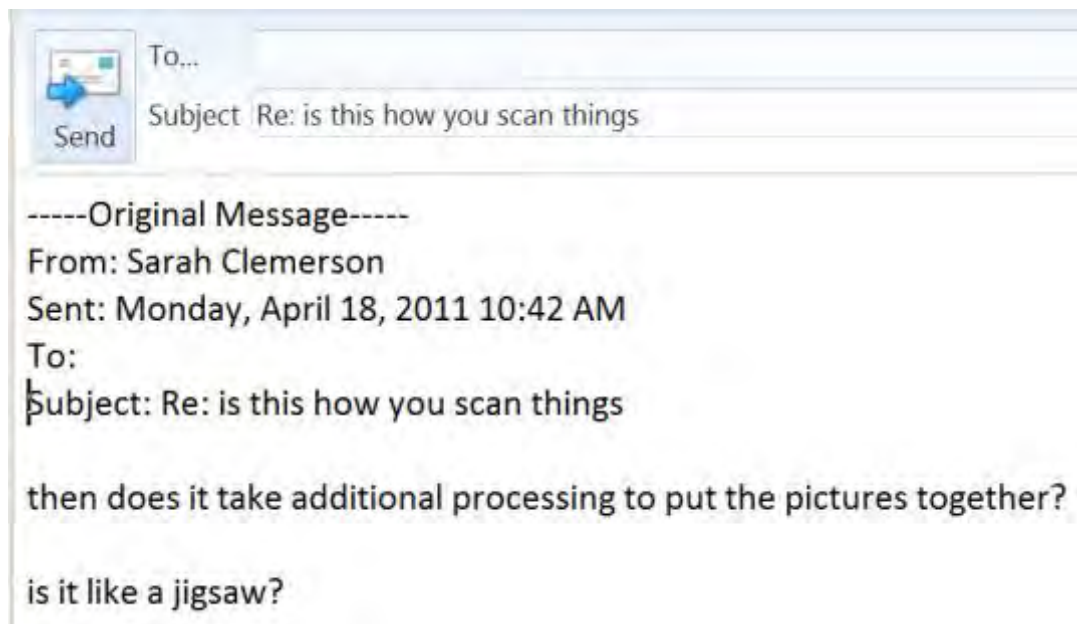 To...
Subject Re: is this how you scan things
Send
-----Original Message-----
From: Sarah Clemerson
Sent: Monday, April 18, 2011 10:42 AM
To:
Subject: Re: is this how you scan things
then does it take additional processing to put the pictures together?
is it like a jigsaw?